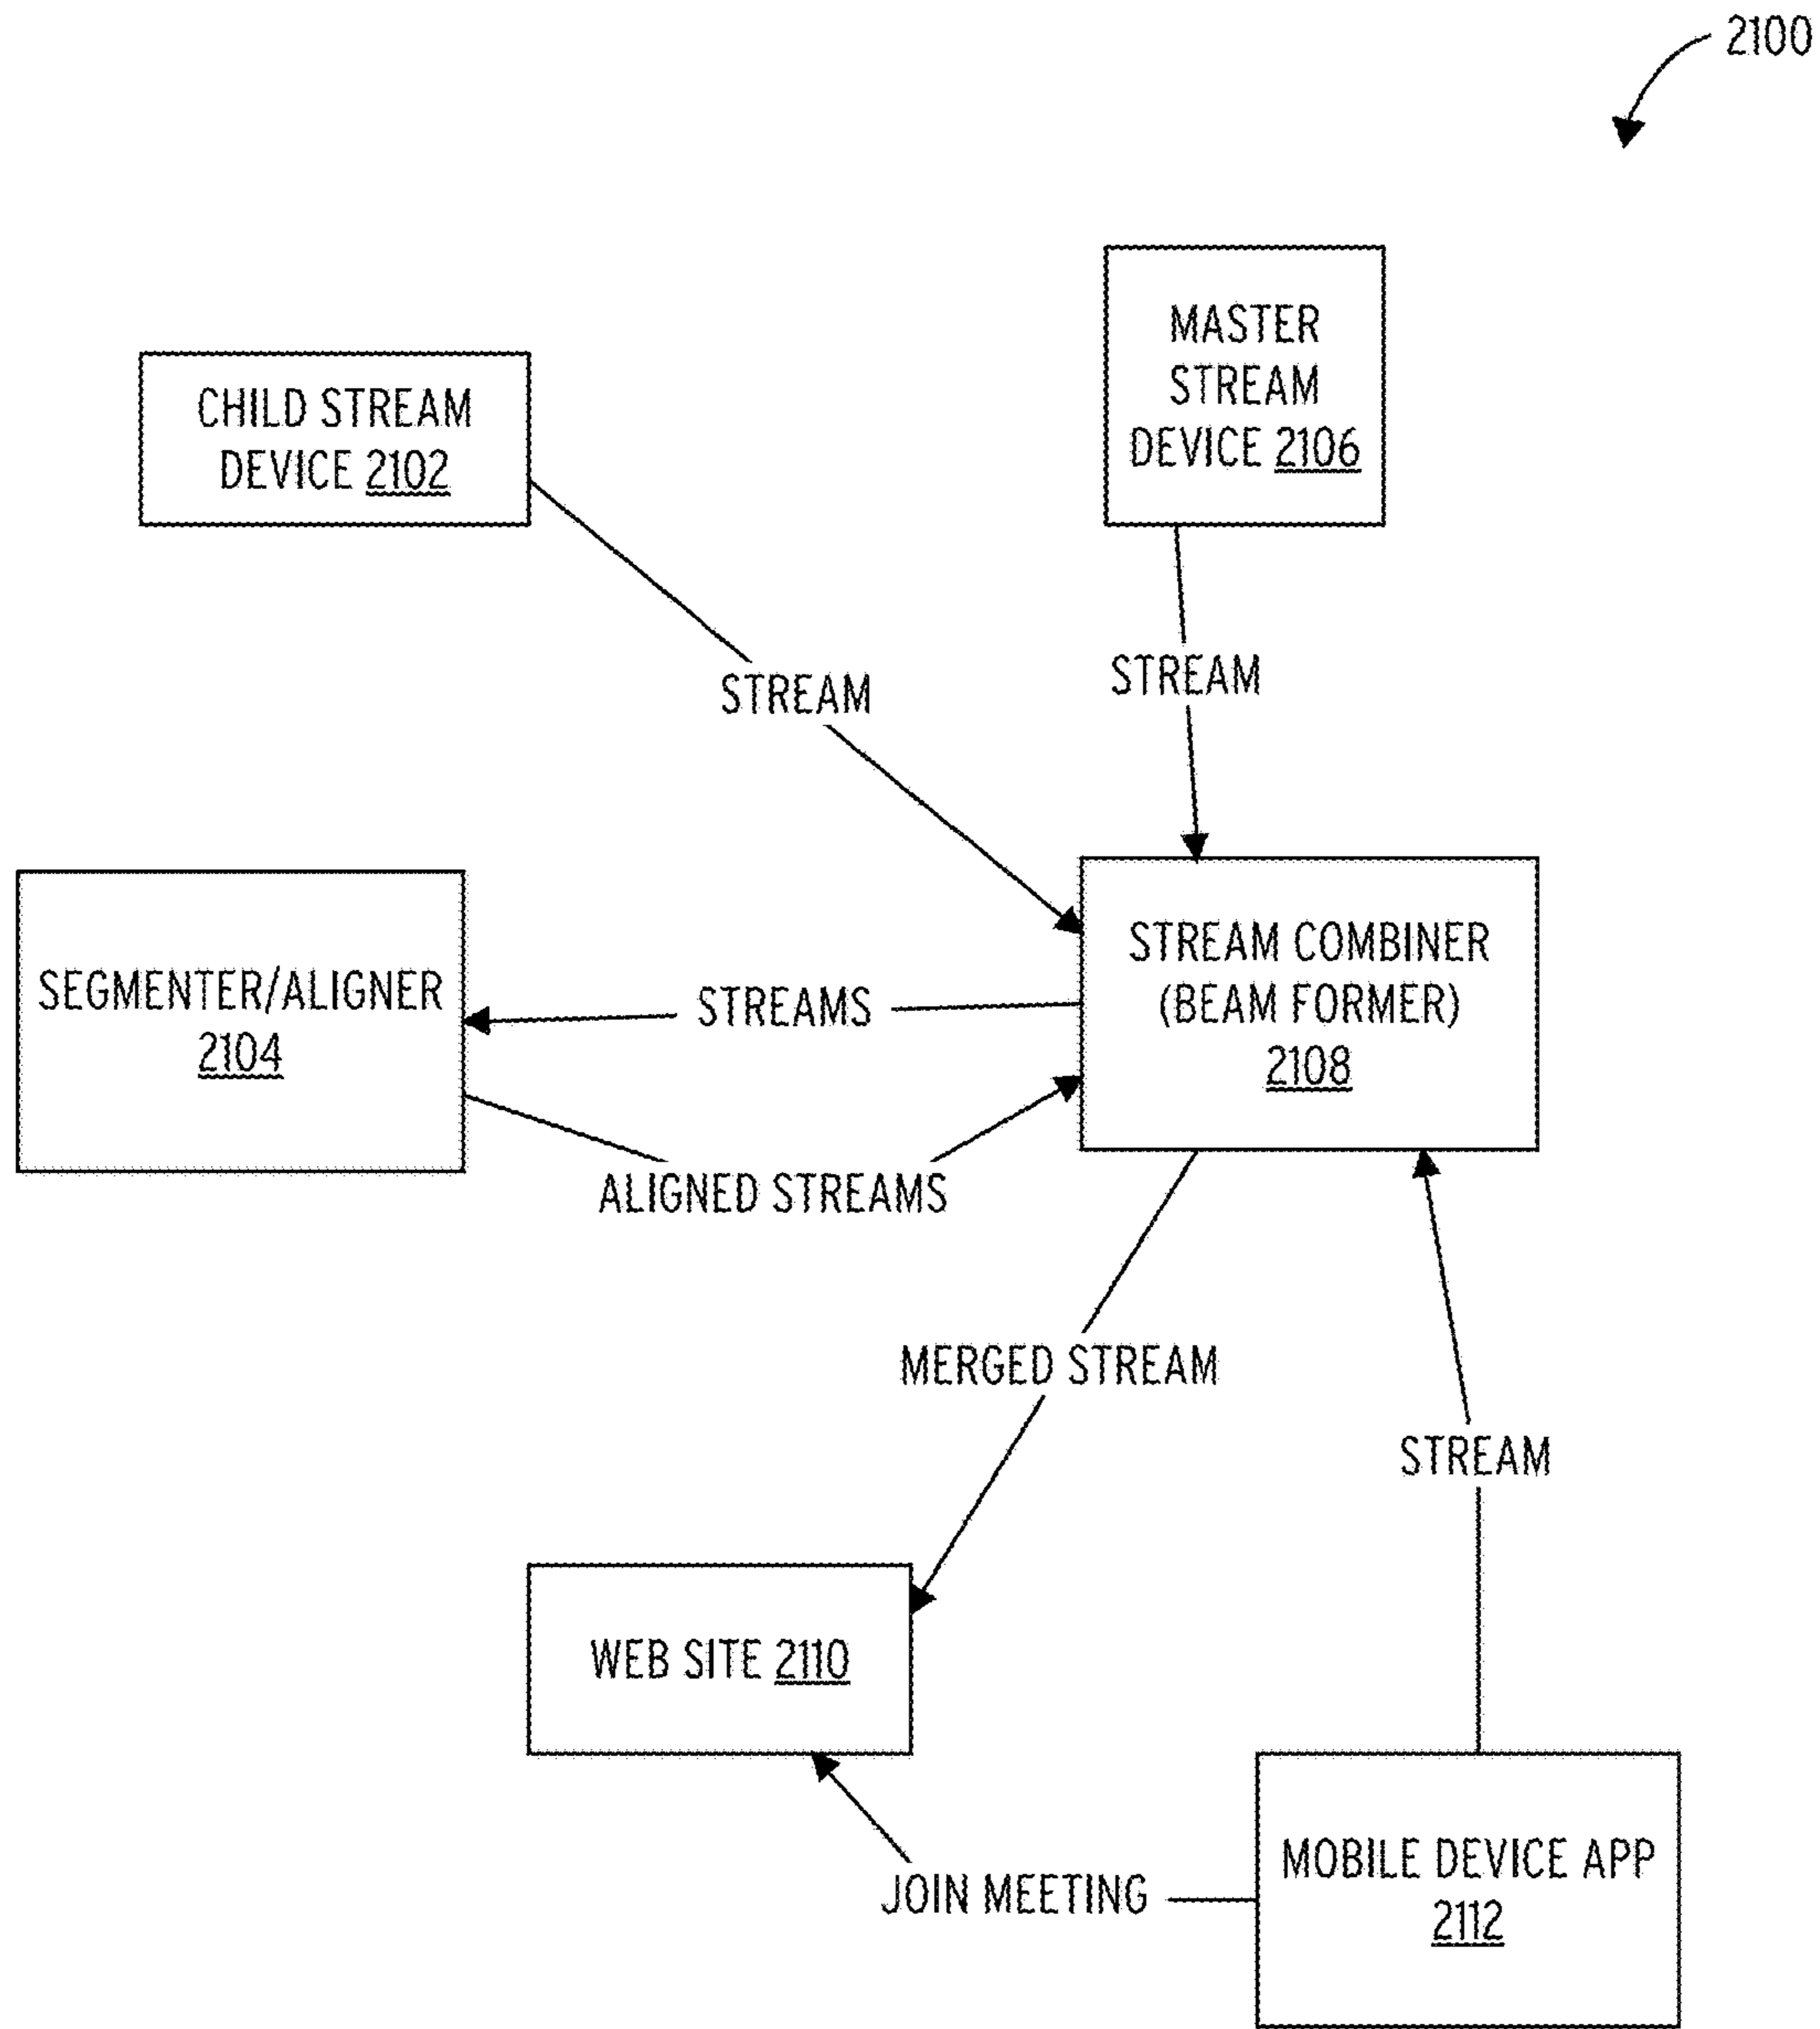 2100
MASTER
STREAM
DEVICE 2106
CHILD STREAM
DEVICE 2102
STREAM
STREAM
STREAM COMBINER
(BEAM FORMER)
2108
SEGMENTER/ALIGNER
2104
STREAMS
ALIGNED STREAMS
MERGED STREAM
STREAM
WEB SITE 2110
MOBILE DEVICE APP
2112
JOIN MEETING